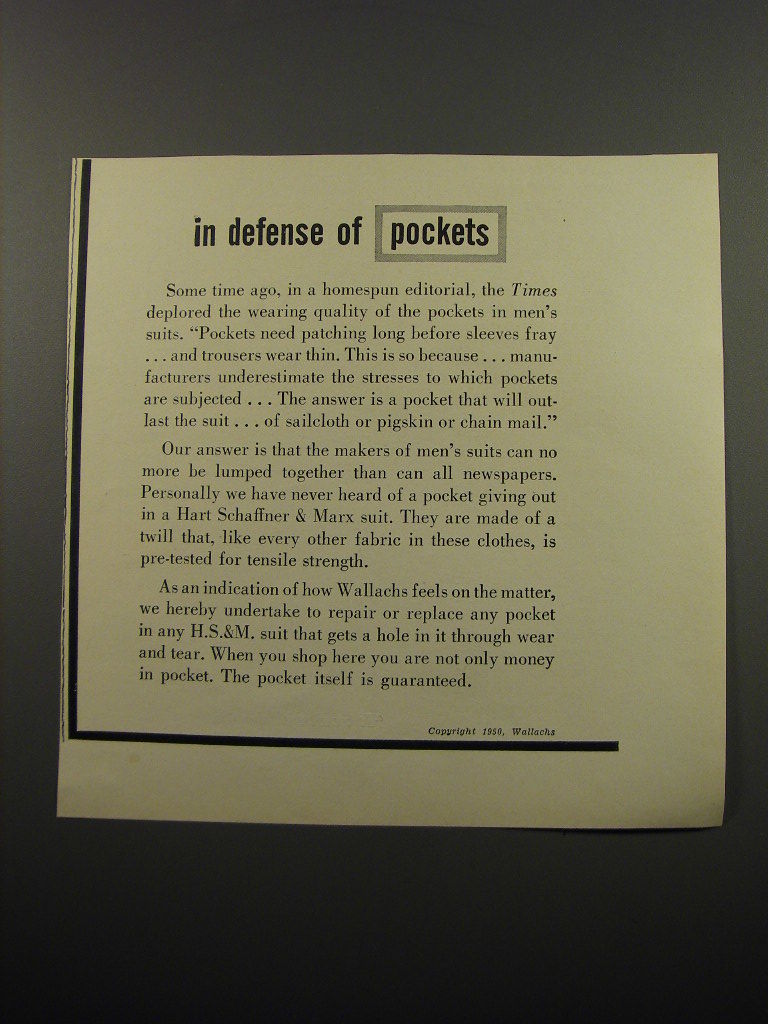 in defense of pockets
Some time ago, in a homespun editorial, the Times
deplored the wearing quality of the pockets in men's
suits. “Pockets need patching long before sleeves fray
. . . and trousers wear thin. This is so because . . . manu-
facturers underestimate the stresses to which pockets
are subjected . . . The answer is a pocket that will out-
last the suit . . . of sailcloth or pigskin or chain mail.”
Our answer is that the makers of men's suits can no
more be lumped together than can all newspapers.
Personally we have never heard of a pocket giving out
in a Hart Schaffner & Marx suit. They are made of a
twill that, like every other fabric in these clothes, is
pre-tested for tensile strength.
As an indication of how Wallachs feels on the matter,
we hereby undertake to repair or replace any pocket
in any H.S.&M. suit that gets a hole in it through wear
and tear. When you shop here you are not only money
in pocket. The pocket itself is guaranteed.
Copyright 1950, Wallachs